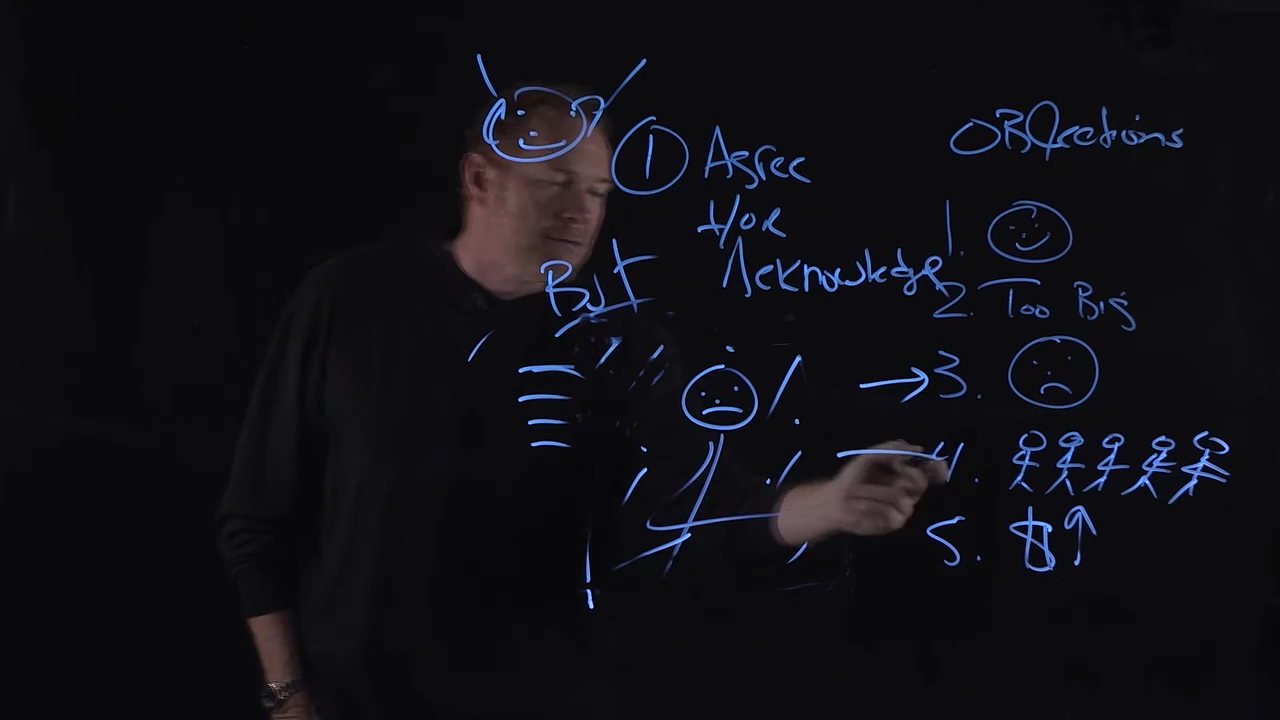 ① Agree
+/or
Acknowledge
But
OBJections
1.
2. Too Big
3.
4.
5. $↑